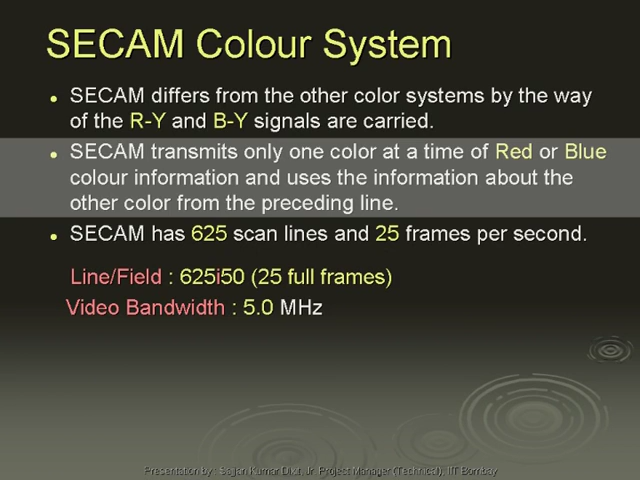 SECAM Colour System
SECAM differs from the other color systems by the way
of the R-Y and B-Y signals are carried.
SECAM transmits only one color at a time of Red or Blue
colour information and uses the information about the
other color from the preceding line.
SECAM has 625 scan lines and 25 frames per second.
Line/Field : 625i50 (25 full frames)
Video Bandwidth : 5.0 MHz
Presentation by : Sajjan Kumar Dixit, Jr. Project Manager (Technical), IIT Bombay